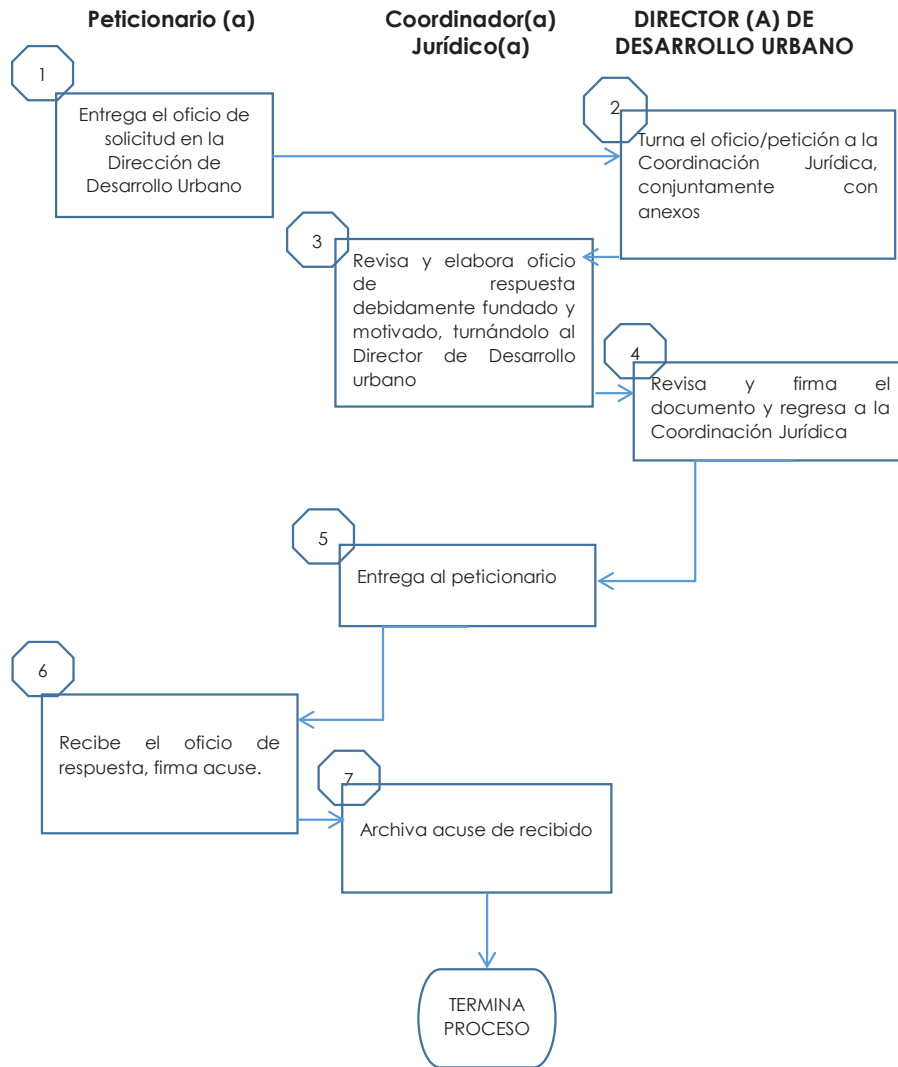 Peticionario (a)
Coordinador(a)
Jurídico(a)
DIRECTOR (A) DE
DESARROLLO URBANO
1
Entrega el oficio de
solicitud en la
Dirección de
Desarrollo Urbano
2
Turna el oficio/petición a la
Coordinación Jurídica,
conjuntamente con
anexos
3
Revisa y elabora oficio
de respuesta
debidamente fundado y
motivado, turnándolo al
Director de Desarrollo
urbano
4
Revisa y firma el
documento y regresa a la
Coordinación Jurídica
5
Entrega al peticionario
6
Recibe el oficio de
respuesta, firma acuse.
7
Archiva acuse de recibido
TERMINA
PROCESO